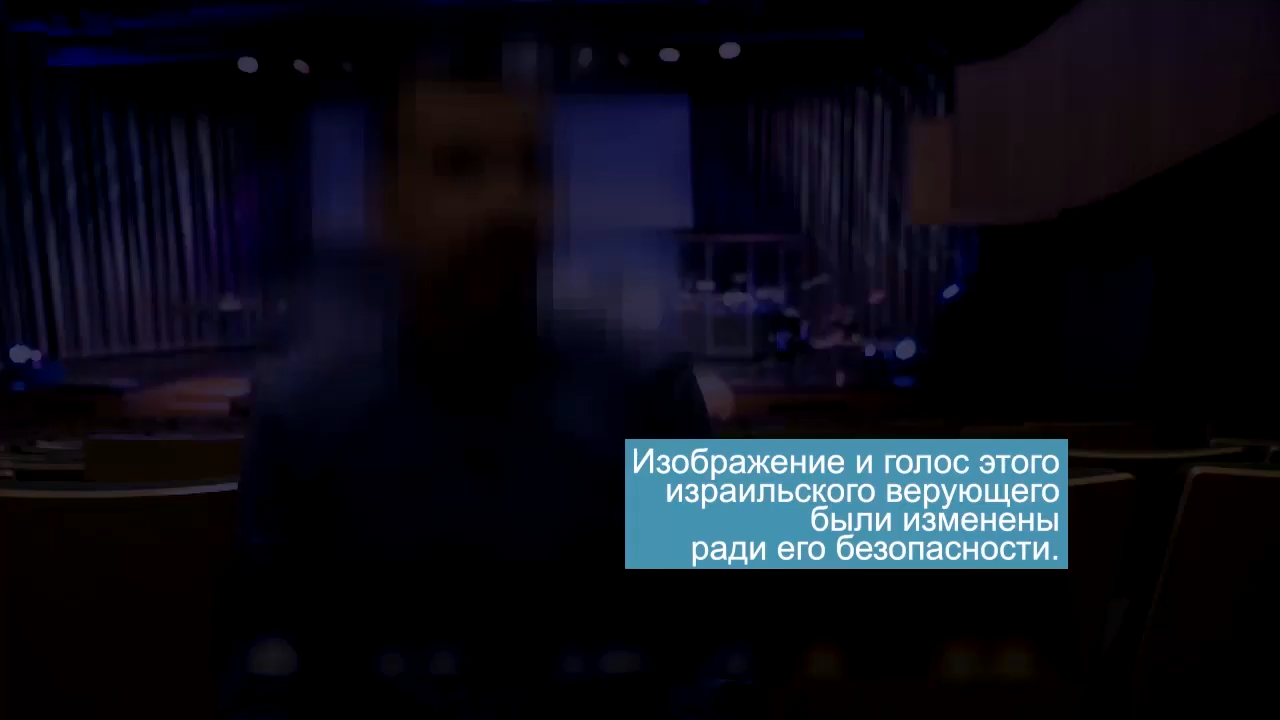 Изображение и голос этого
израильского верующего
были изменены
ради его безопасности.